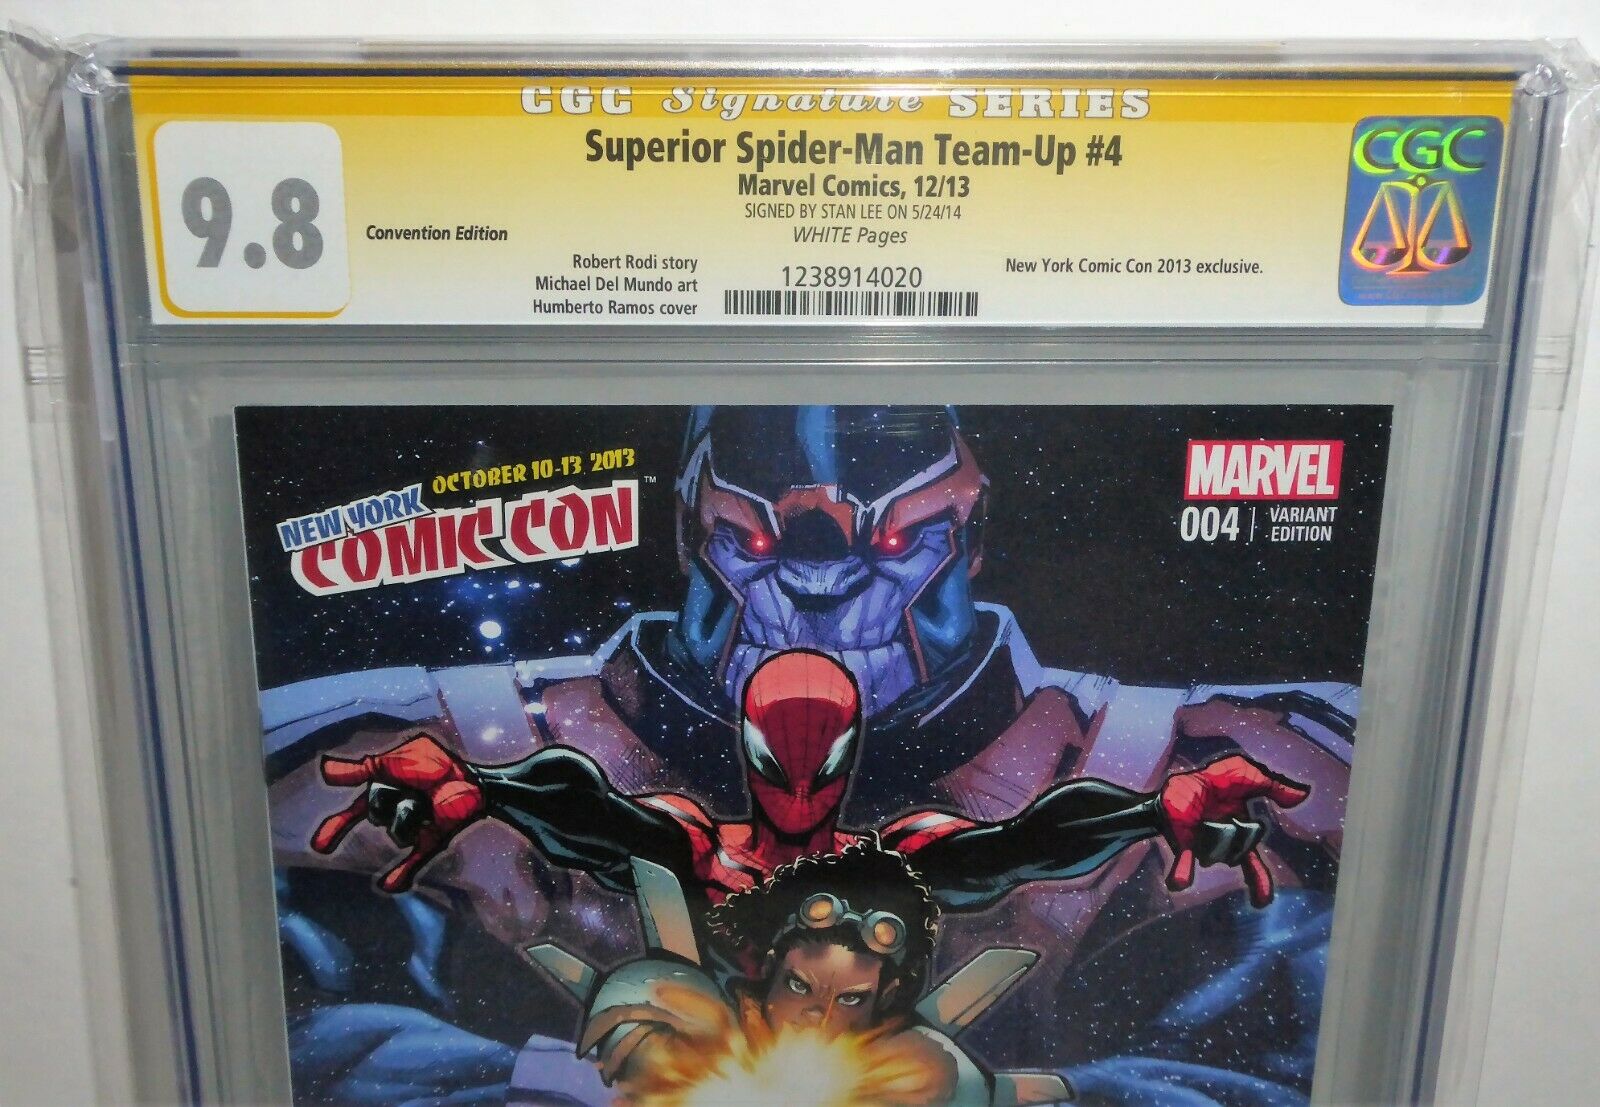 CGC Signature SERIES
Superior Spider-Man Team-Up #4
Marvel Comics, 12/13
SIGNED BY STAN LEE ON 5/24/14
WHITE Pages
9.8
Convention Edition
Robert Rodi story
Michael Del Mundo art
Humberto Ramos cover
1238914020
New York Comic Con 2013 exclusive.
CGC
OCTOBER 10-13 2013
NEW YORK
COMIC CON™
MARVEL
004 | VARIANT
EDITION